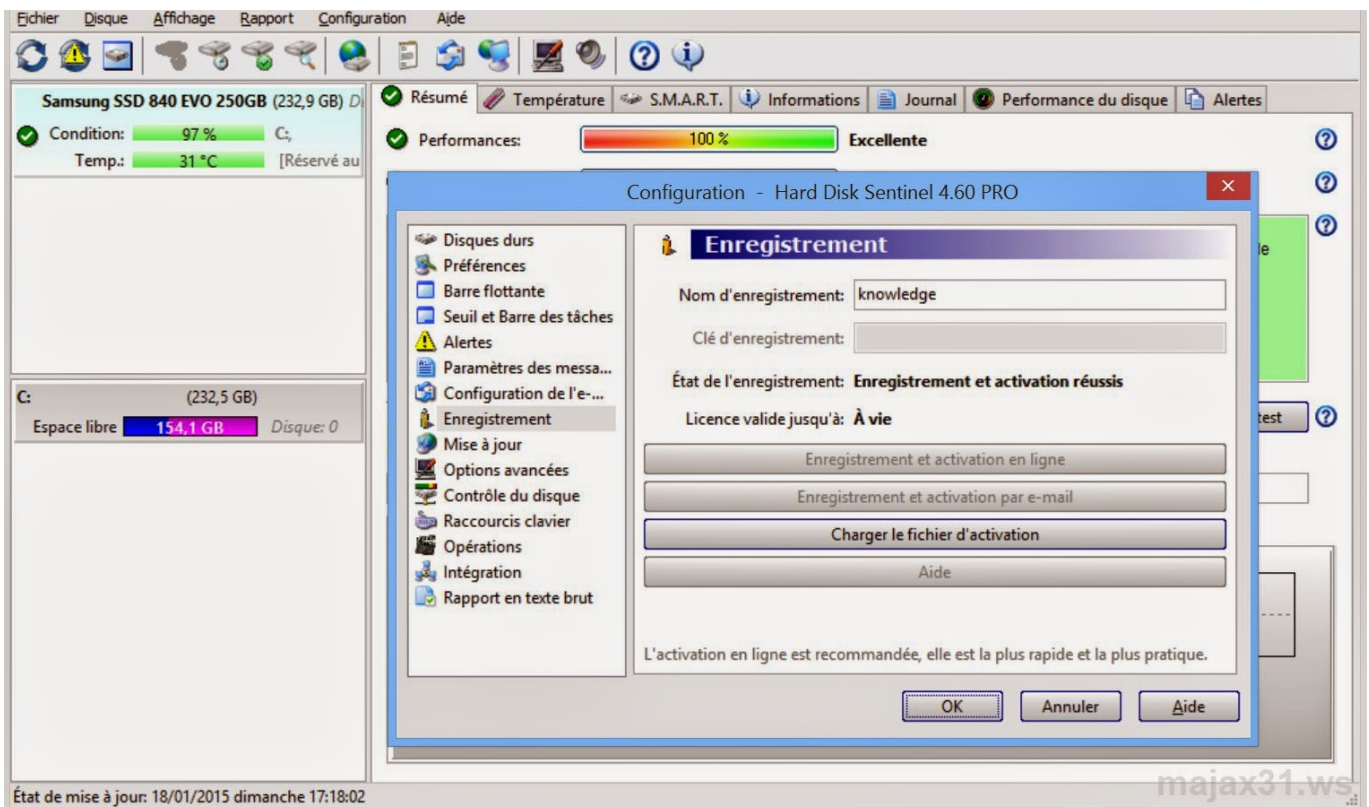 Fichier Disque Affichage Rapport Configuration Aide
Samsung SSD 840 EVO 250GB (232,9 GB)
Condition: 97 % C:,
Temp.: 31 °C [Réservé au
C: (232,5 GB)
Espace libre 154,1 GB Disque: 0
Résumé Température S.M.A.R.T. Informations Journal Performance du disque Alertes
Performances: 100 % Excellente
le
test
Configuration - Hard Disk Sentinel 4.60 PRO
Disques durs
Préférences
Barre flottante
Seuil et Barre des tâches
Alertes
Paramètres des messa...
Configuration de l'e-...
Enregistrement
Mise à jour
Options avancées
Contrôle du disque
Raccourcis clavier
Opérations
Intégration
Rapport en texte brut
Enregistrement
Nom d'enregistrement: knowledge
Clé d'enregistrement:
État de l'enregistrement: Enregistrement et activation réussis
Licence valide jusqu'à: À vie
Enregistrement et activation en ligne
Enregistrement et activation par e-mail
Charger le fichier d'activation
Aide
L'activation en ligne est recommandée, elle est la plus rapide et la plus pratique.
OK Annuler Aide
État de mise à jour: 18/01/2015 dimanche 17:18:02
majax31.ws